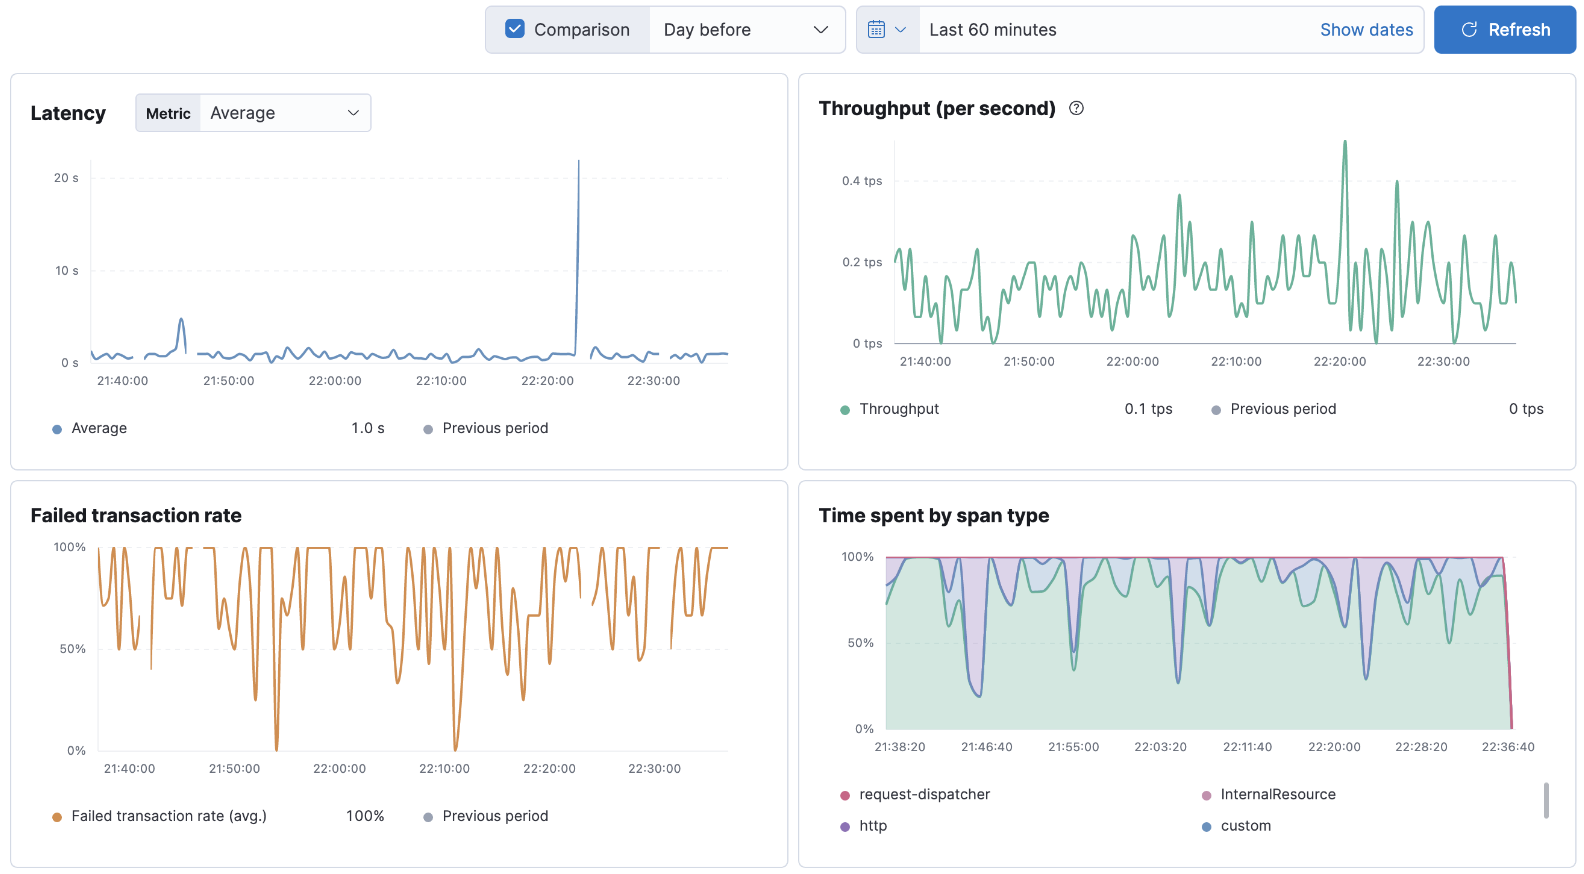 Comparison Day before Last 60 minutes Show dates Refresh
Latency Metric Average
20 s
10 s
0 s
21:40:00 21:50:00 22:00:00 22:10:00 22:20:00 22:30:00
Average 1.0 s Previous period
Throughput (per second)
0.4 tps
0.2 tps
0 tps
21:40:00 21:50:00 22:00:00 22:10:00 22:20:00 22:30:00
Throughput 0.1 tps Previous period 0 tps
Failed transaction rate
100%
50%
0%
21:40:00 21:50:00 22:00:00 22:10:00 22:20:00 22:30:00
Failed transaction rate (avg.) 100% Previous period
Time spent by span type
100%
50%
0%
21:38:20 21:46:40 21:55:00 22:03:20 22:11:40 22:20:00 22:28:20 22:36:40
request-dispatcher InternalResource
http custom